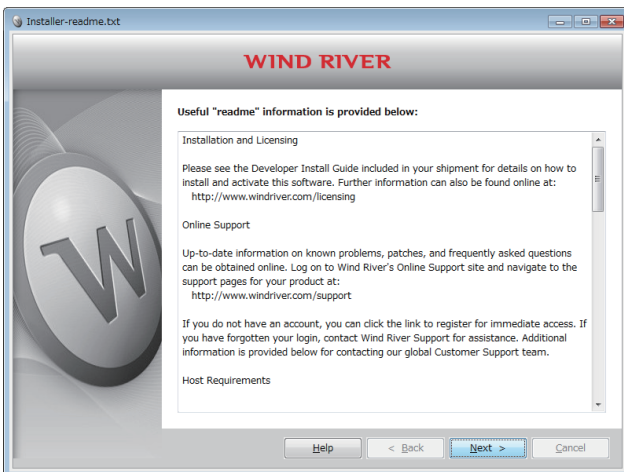 Installer-readme.txt
WIND RIVER
Useful "readme" information is provided below:
Installation and Licensing
Please see the Developer Install Guide included in your shipment for details on how to
install and activate this software. Further information can also be found online at:
http://www.windriver.com/licensing
Online Support
Up-to-date information on known problems, patches, and frequently asked questions
can be obtained online. Log on to Wind River's Online Support site and navigate to the
support pages for your product at:
http://www.windriver.com/support
If you do not have an account, you can click the link to register for immediate access. If
you have forgotten your login, contact Wind River Support for assistance. Additional
information is provided below for contacting our global Customer Support team.
Host Requirements
W
Help < Back Next > Cancel